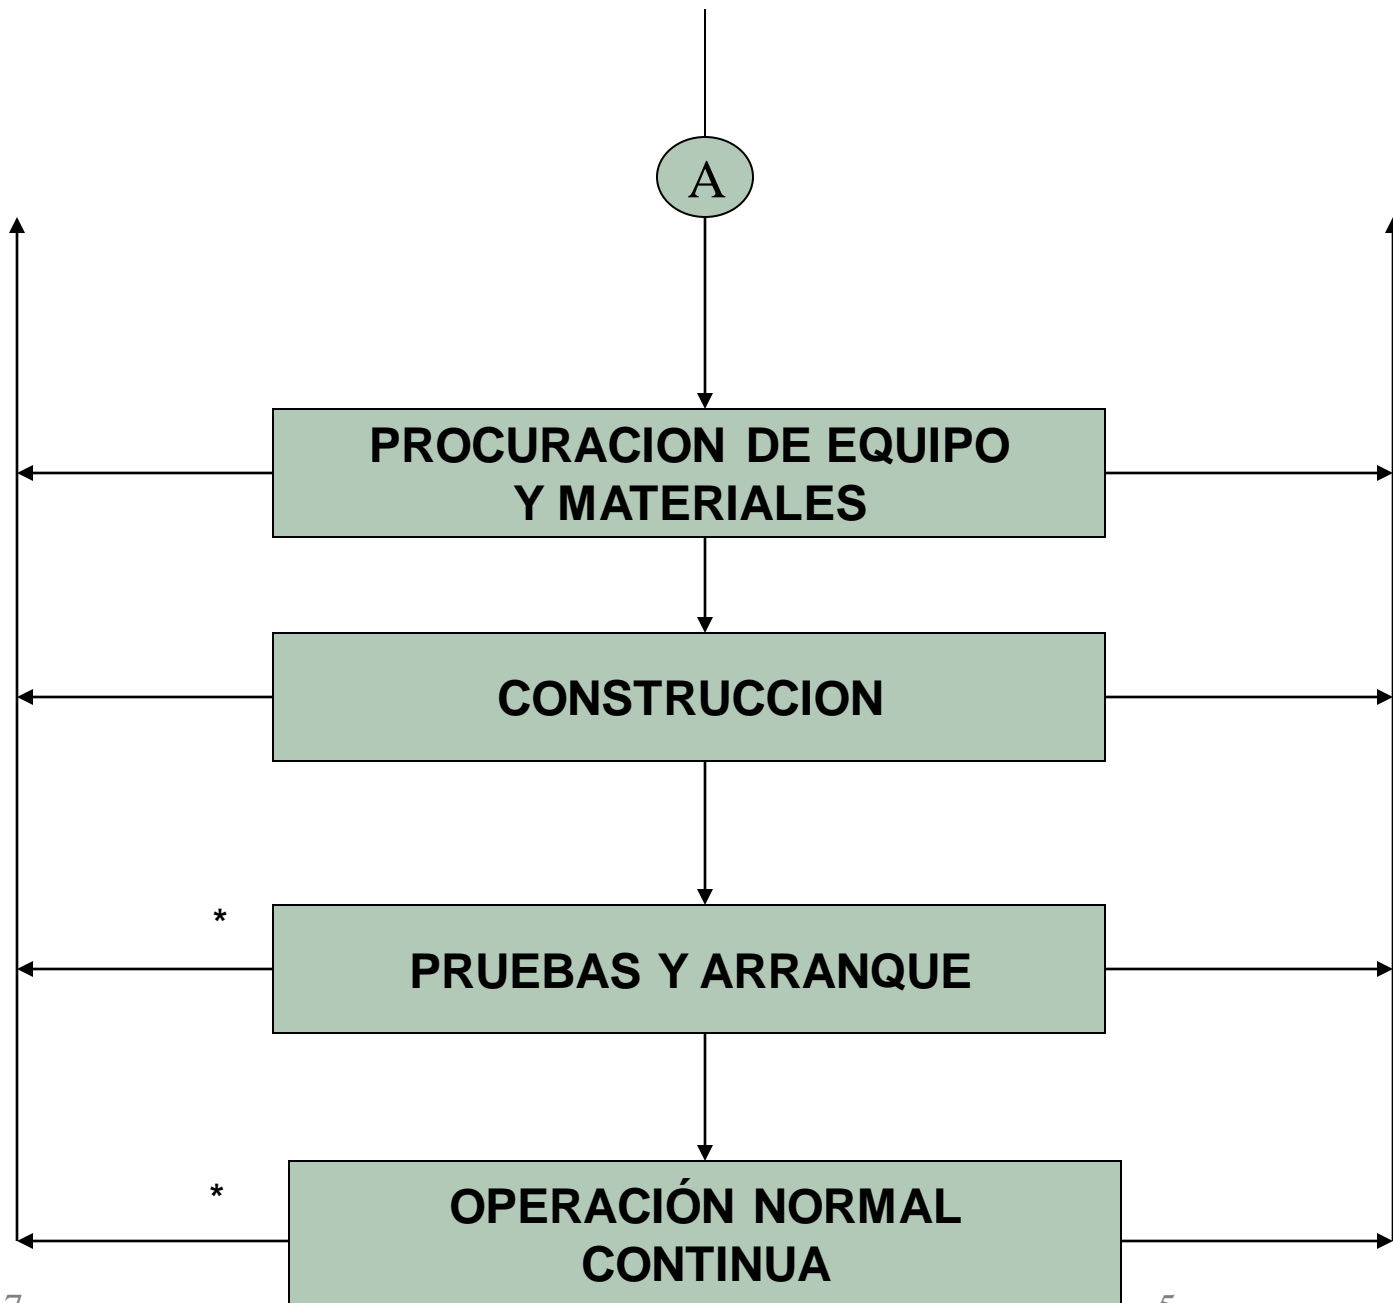 A
PROCURACION DE EQUIPO
Y MATERIALES
CONSTRUCCION
*
PRUEBAS Y ARRANQUE
*
OPERACIÓN NORMAL
CONTINUA